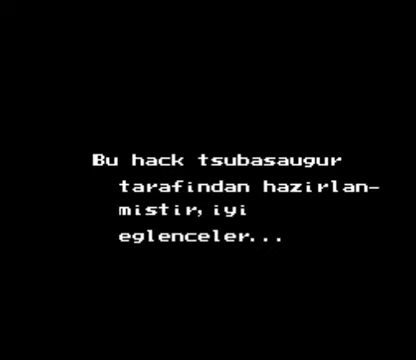 Bu hack tsubasaugur
tarafindan hazirlan-
mistir, iyi
eglenceler...